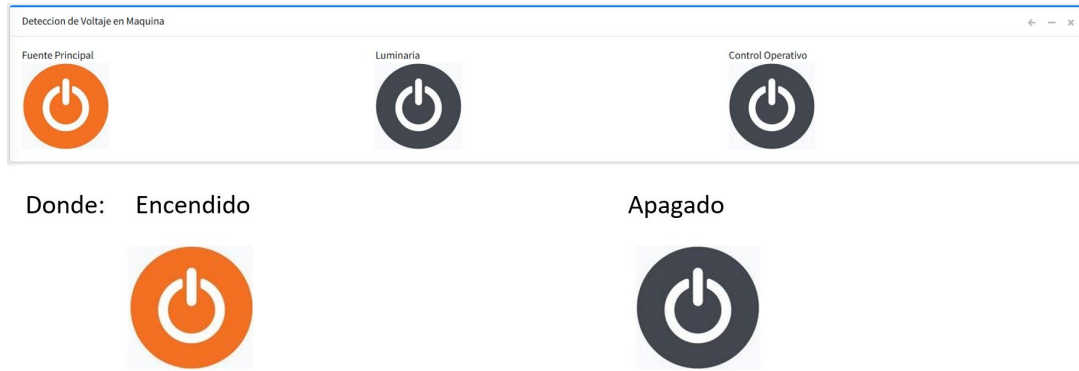 Deteccion de Voltaje en Maquina
Fuente Principal
Luminaria
Control Operativo
Donde: Encendido
Apagado